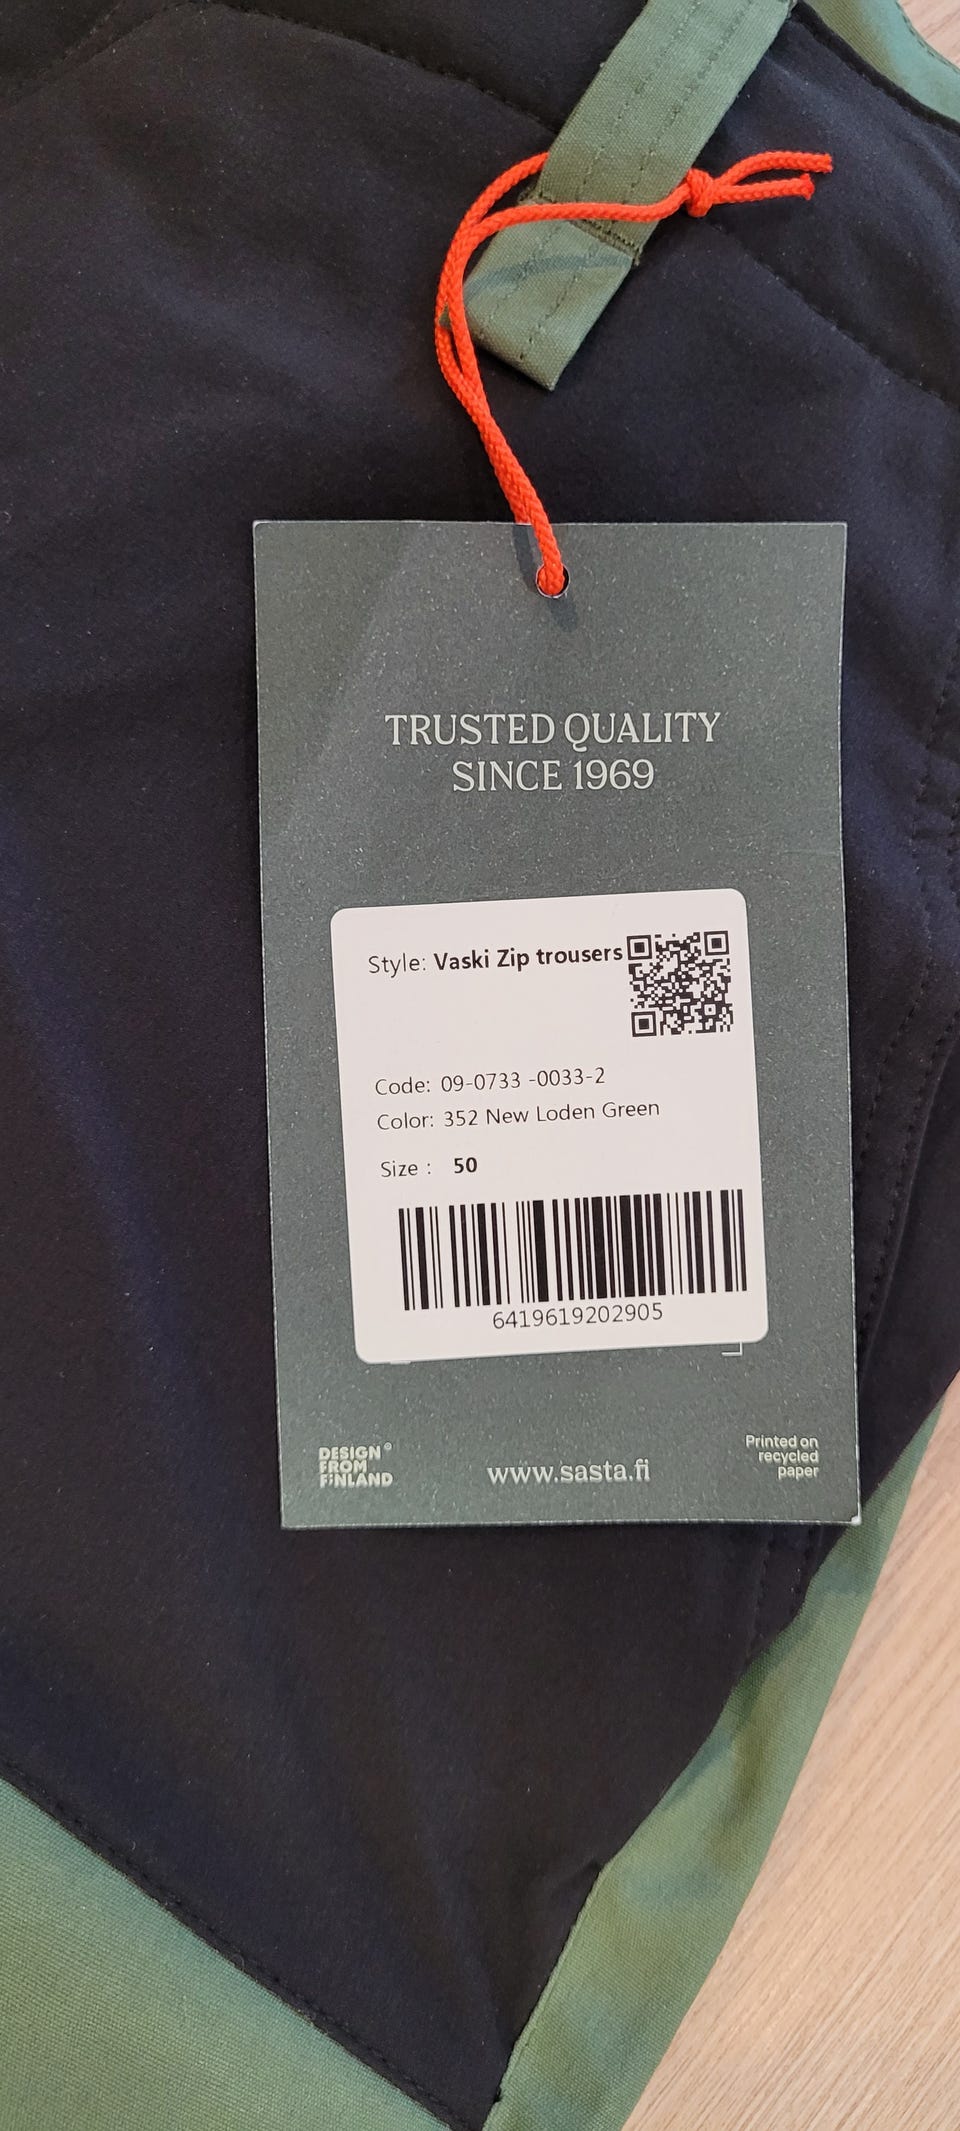 TRUSTED QUALITY
SINCE 1969
Style: Vaski Zip trousers
Code: 09-0733 -0033-2
Color: 352 New Loden Green
Size : 50
6419619202905
DESIGN®
FROM
FINLAND
www.sasta.fi
Printed on
recycled
paper